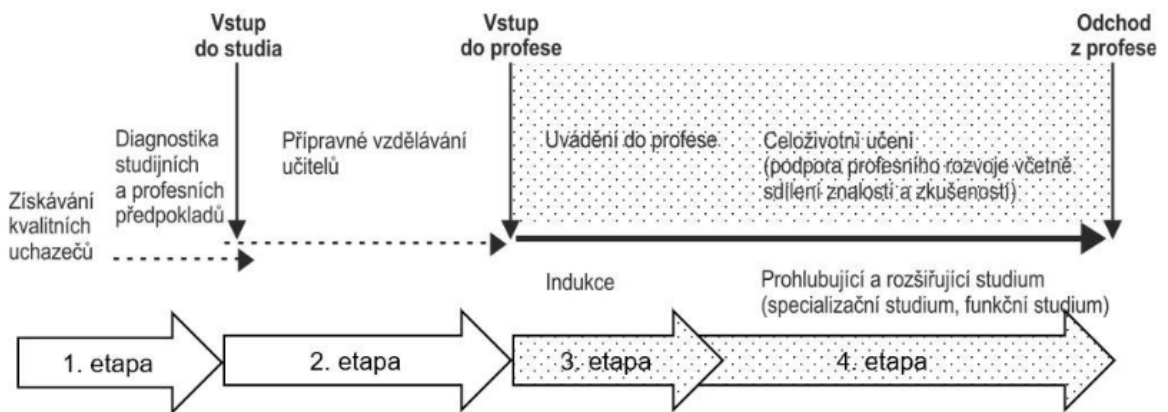 Vstup
do studia
Vstup
do profese
Odchod
z profese
Diagnostika
studijních
a profesních
předpokladů
Přípravné vzdělávání
učitelů
Uvádění do profese
Celoživotní učení
(podpora profesního rozvoje včetně
sdílení znalostí a zkušeností)
Získávání
kvalitních
uchazečů
Indukce
Prohlubující a rozšiřující studium
(specializační studium, funkční studium)
1. etapa
2. etapa
3. etapa
4. etapa